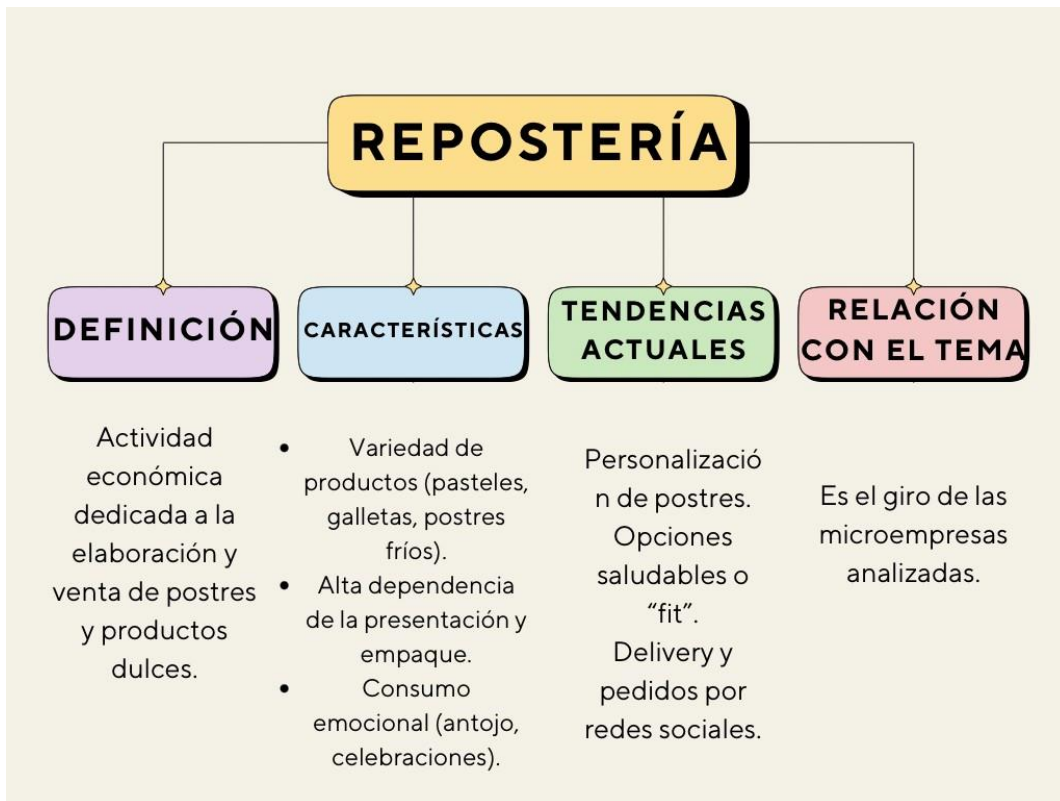 REPOSTERÍA
DEFINICIÓN
Actividad
económica
dedicada a la
elaboración y
venta de postres
y productos
dulces.
CARACTERÍSTICAS
• Variedad de
productos (pasteles,
galletas, postres
fríos).
• Alta dependencia
de la presentación y
empaque.
• Consumo
emocional (antojo,
celebraciones).
TENDENCIAS
ACTUALES
Personalizació
n de postres.
Opciones
saludables o
“fit”.
Delivery y
pedidos por
redes sociales.
RELACIÓN
CON EL TEMA
Es el giro de las
microempresas
analizadas.